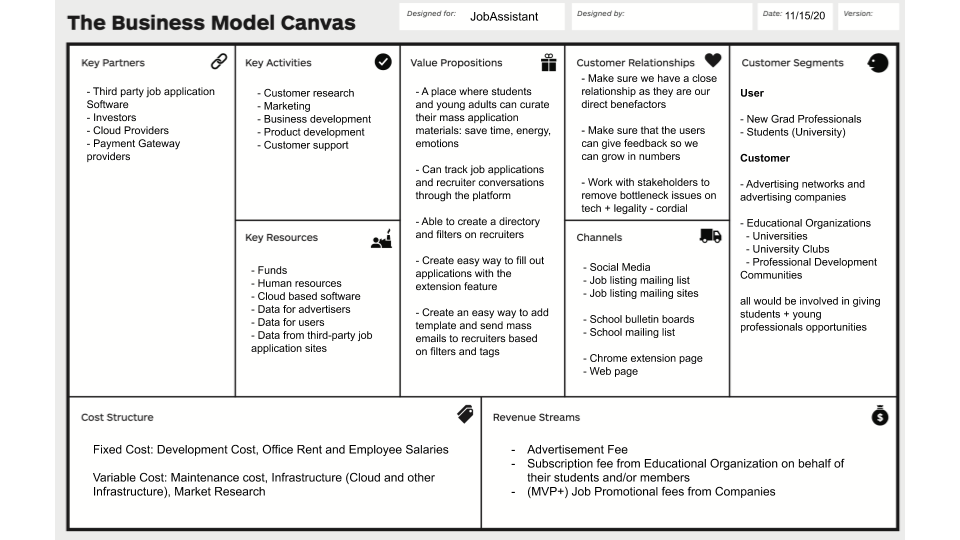 The Business Model Canvas
Designed for:
JobAssistant
Designed by:
Date: 11/15/20
Version:
Key Partners
- Third party job application
Software
- Investors
- Cloud Providers
- Payment Gateway
providers
Key Activities
- Customer research
- Marketing
- Business development
- Product development
- Customer support
Key Resources
- Funds
- Human resources
- Cloud based software
- Data for advertisers
- Data for users
- Data from third-party job
application sites
Value Propositions
- A place where students
and young adults can curate
their mass application
materials: save time, energy,
emotions
- Can track job applications
and recruiter conversations
through the platform
- Able to create a directory
and filters on recruiters
- Create easy way to fill out
applications with the
extension feature
- Create an easy way to add
template and send mass
emails to recruiters based
on filters and tags
Customer Relationships
- Make sure we have a close
relationship as they are our
direct benefactors
- Make sure that the users
can give feedback so we
can grow in numbers
- Work with stakeholders to
remove bottleneck issues on
tech + legality - cordial
Channels
- Social Media
- Job listing mailing list
- Job listing mailing sites
- School bulletin boards
- School mailing list
- Chrome extension page
- Web page
Customer Segments
User
- New Grad Professionals
- Students (University)
Customer
- Advertising networks and
advertising companies
- Educational Organizations
- Universities
- University Clubs
- Professional Development
Communities
all would be involved in giving
students + young
professionals opportunities
Cost Structure
Fixed Cost: Development Cost, Office Rent and Employee Salaries
Variable Cost: Maintenance cost, Infrastructure (Cloud and other
Infrastructure), Market Research
Revenue Streams
- Advertisement Fee
- Subscription fee from Educational Organization on behalf of
their students and/or members
- (MVP+) Job Promotional fees from Companies